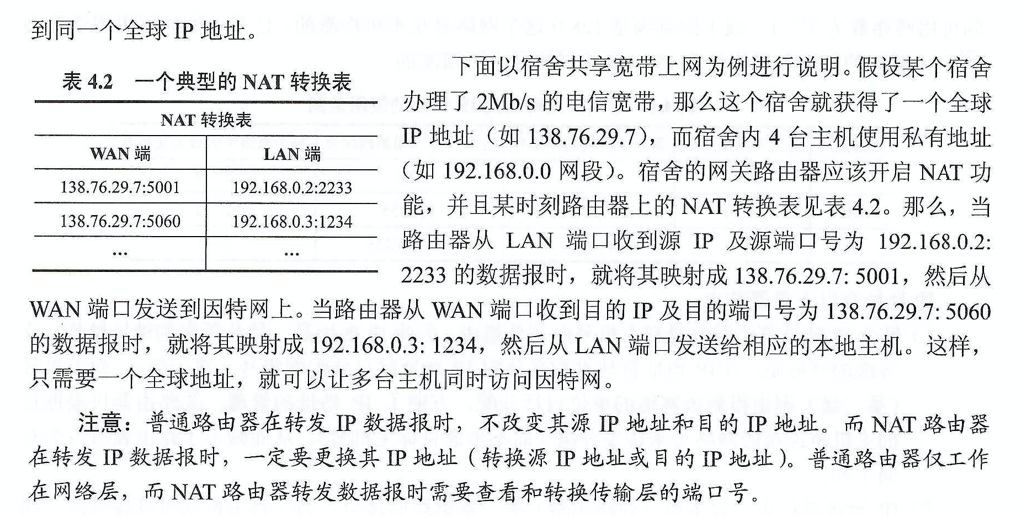 到同一个全球 IP 地址。
表 4.2 一个典型的 NAT 转换表
NAT 转换表
WAN 端 LAN 端
138.76.29.7:5001 192.168.0.2:2233
138.76.29.7:5060 192.168.0.3:1234
… …
下面以宿舍共享宽带上网为例进行说明。假设某个宿舍
办理了 2Mb/s 的电信宽带，那么这个宿舍就获得了一个全球
IP 地址（如 138.76.29.7），而宿舍内 4 台主机使用私有地址
（如 192.168.0.0 网段）。宿舍的网关路由器应该开启 NAT 功
能，并且某时刻路由器上的 NAT 转换表见表 4.2。那么，当
路由器从 LAN 端口收到源 IP 及源端口号为 192.168.0.2:
2233 的数据报时，就将其映射成 138.76.29.7: 5001，然后从
WAN 端口发送到因特网上。当路由器从 WAN 端口收到目的 IP 及目的端口号为 138.76.29.7: 5060
的数据报时，就将其映射成 192.168.0.3: 1234，然后从 LAN 端口发送给相应的本地主机。这样，
只需要一个全球地址，就可以让多台主机同时访问因特网。
注意：普通路由器在转发 IP 数据报时，不改变其源 IP 地址和目的 IP 地址。而 NAT 路由器
在转发 IP 数据报时，一定要更换其 IP 地址（转换源 IP 地址或目的 IP 地址）。普通路由器仅工作
在网络层，而 NAT 路由器转发数据报时需要查看和转换传输层的端口号。